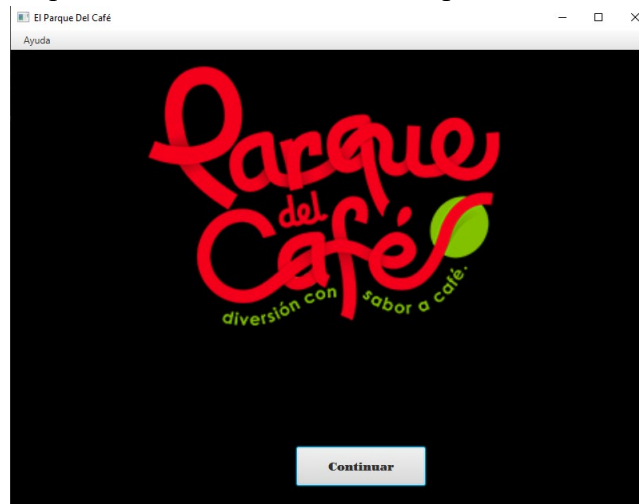 El Parque Del Café
Ayuda
Parque
del
Café
diversión con sabor a café.
Continuar